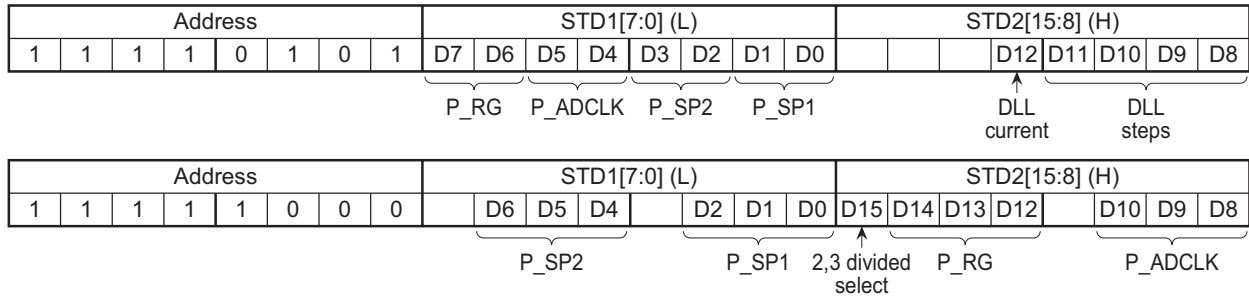 Address STD1[7:0] (L) STD2[15:8] (H)
1 1 1 1 0 1 0 1 D7 D6 D5 D4 D3 D2 D1 D0 D12 D11 D10 D9 D8
P_RG P_ADCLK P_SP2 P_SP1 DLL current DLL steps
Address STD1[7:0] (L) STD2[15:8] (H)
1 1 1 1 1 0 0 0 D6 D5 D4 D2 D1 D0 D15 D14 D13 D12 D10 D9 D8
P_SP2 P_SP1 2,3 divided select P_RG P_ADCLK